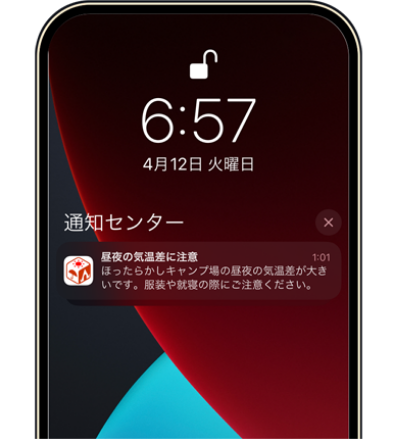 6:57
4月12日 火曜日
通知センター
昼夜の気温差に注意 1:01
ほったらかしキャンプ場の昼夜の気温差が大き
いです。服装や就寝の際にご注意ください。